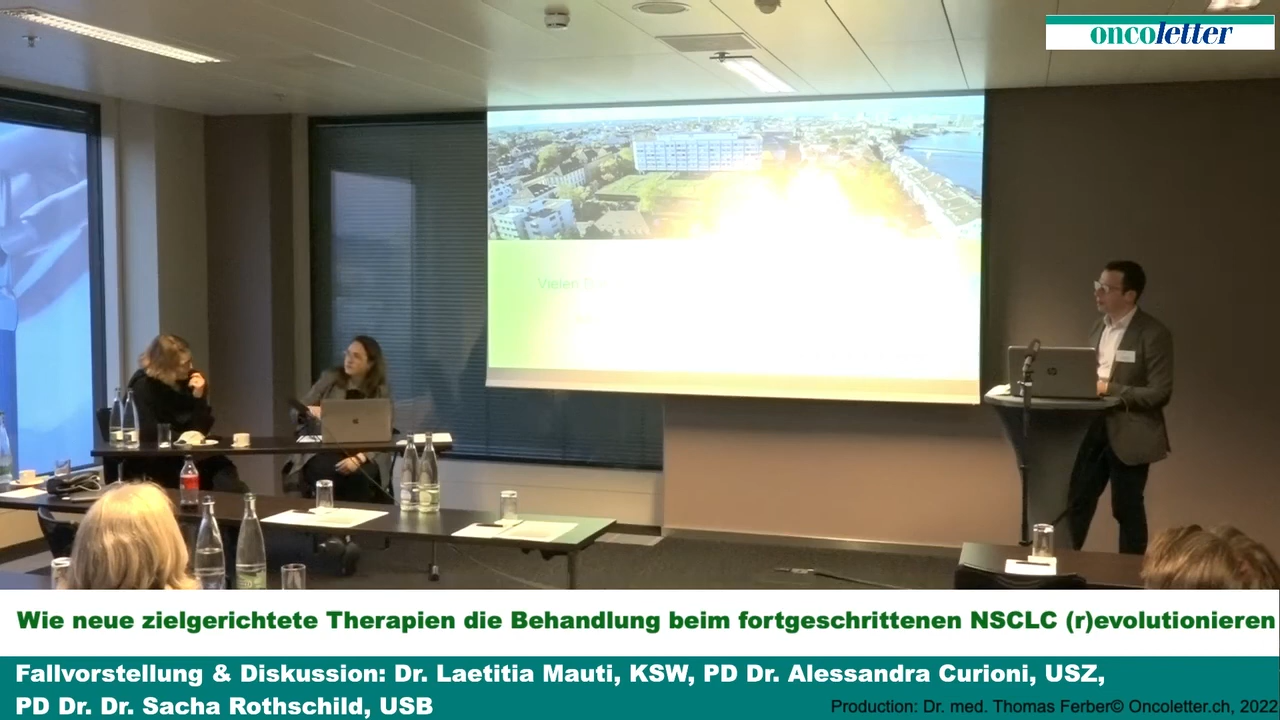 oncoletter
Vielen
Wie neue zielgerichtete Therapien die Behandlung beim fortgeschrittenen NSCLC (r)evolutionieren
Fallvorstellung & Diskussion: Dr. Laetitia Mauti, KSW, PD Dr. Alessandra Curioni, USZ,
PD Dr. Dr. Sacha Rothschild, USB
Production: Dr. med. Thomas Ferber© Oncoletter.ch, 2022